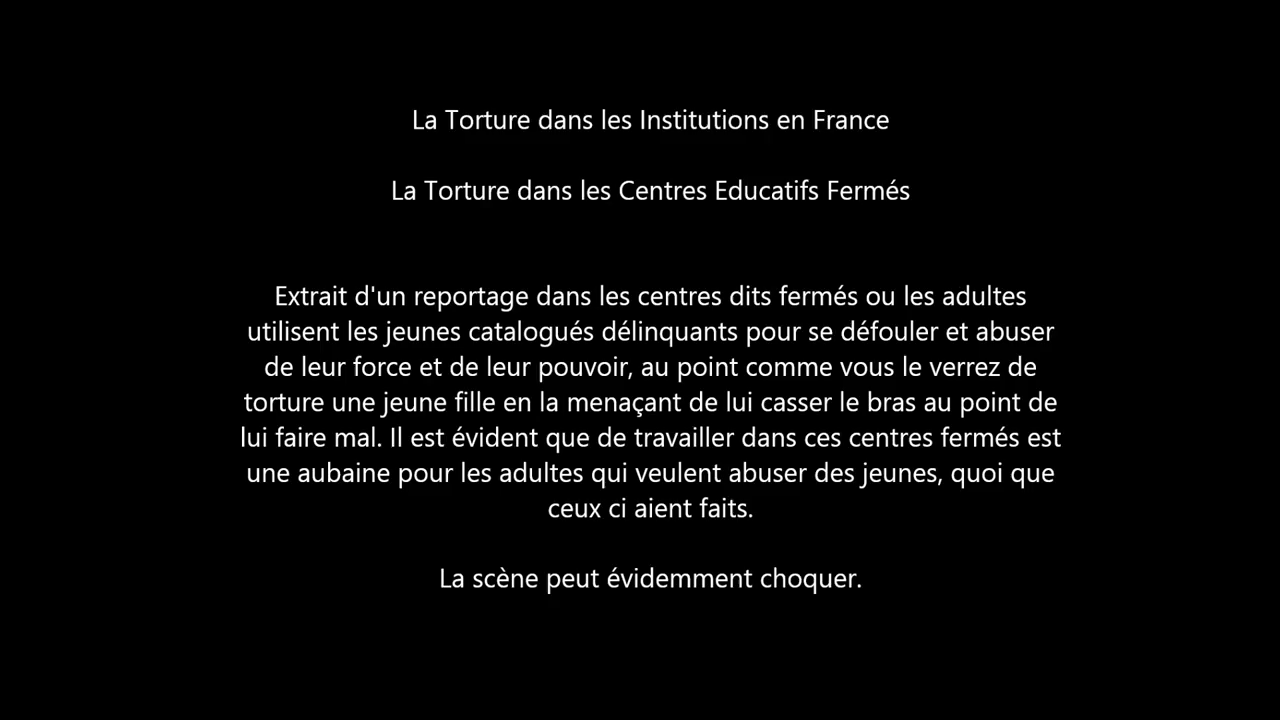 La Torture dans les Institutions en France
La Torture dans les Centres Educatifs Fermés
Extrait d'un reportage dans les centres dits fermés ou les adultes
utilisent les jeunes catalogués délinquants pour se défouler et abuser
de leur force et de leur pouvoir, au point comme vous le verrez de
torture une jeune fille en la menaçant de lui casser le bras au point de
lui faire mal. Il est évident que de travailler dans ces centres fermés est
une aubaine pour les adultes qui veulent abuser des jeunes, quoi que
ceux ci aient faits.
La scène peut évidemment choquer.